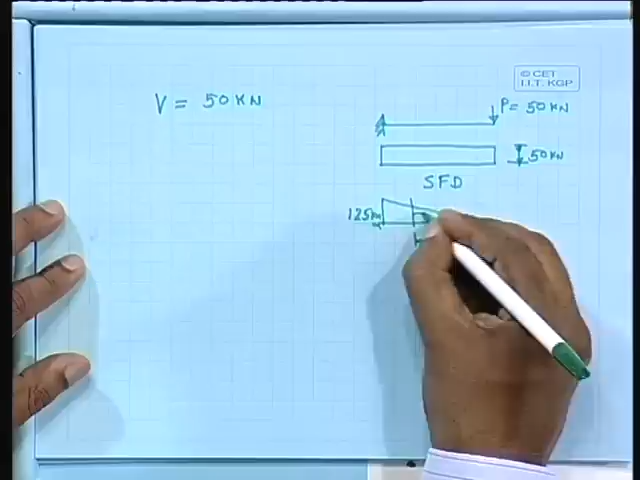 © CET
I.I.T. KGP
V = 50 KN
P = 50 KN
50 KN
SFD
125 KN